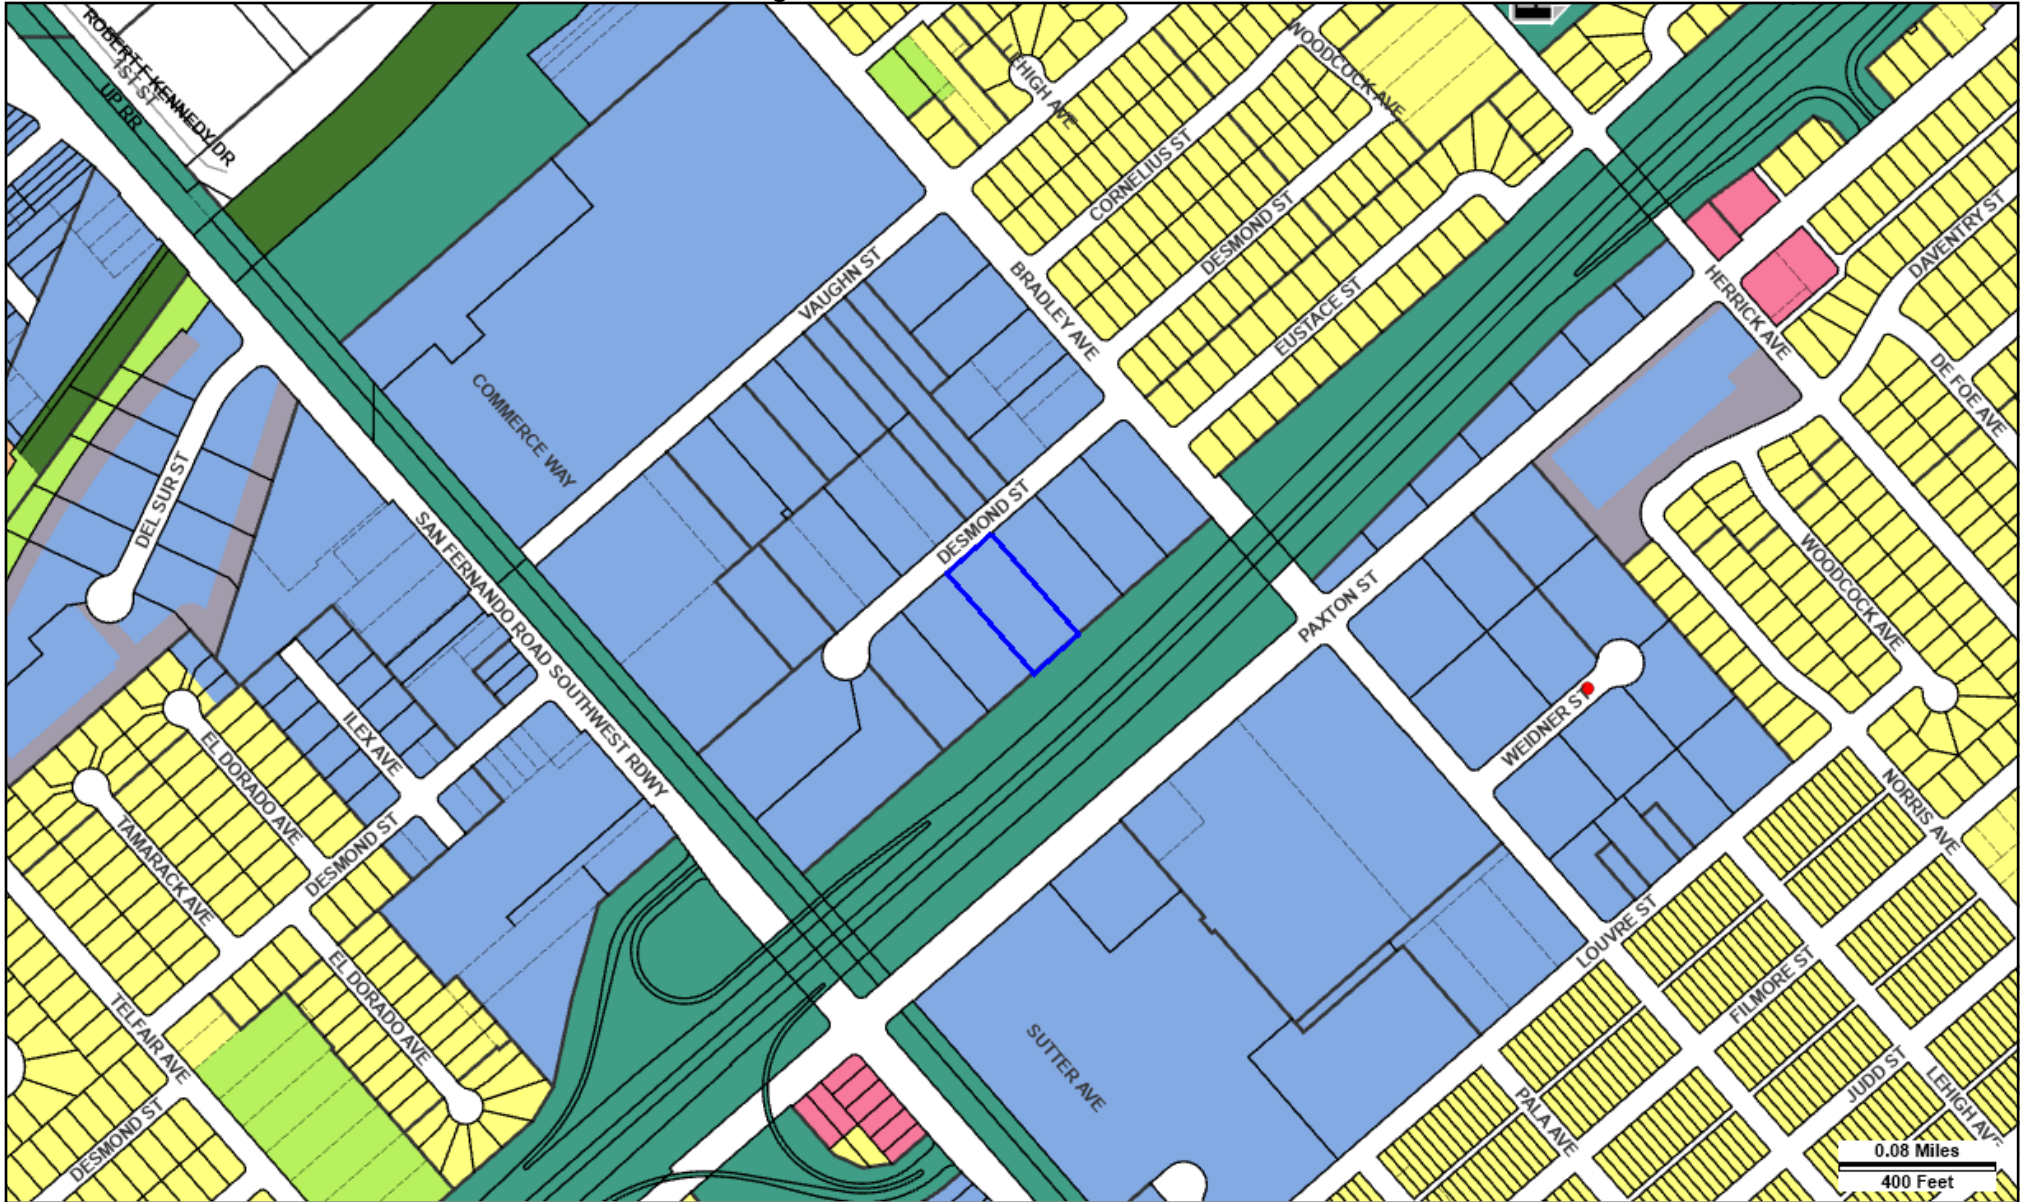 ROBERT F KENNEDY DR
1ST ST
UP RR
LEHIGH AVE
WOODCOCK AVE
CORNELIUS ST
DESMOND ST
EUSTACE ST
BRADLEY AVE
VAUGHN ST
HERRICK AVE
DAVENTRY ST
DE FOE AVE
COMMERCE WAY
DEL SUR ST
SAN FERNANDO ROAD SOUTHWEST RDWY
DESMOND ST
PAXTON ST
WOODCOCK AVE
WEIDNER ST
ILEX AVE
EL DORADO AVE
TAMARACK AVE
DESMOND ST
NORRIS AVE
LOUVRE ST
FILMORE ST
EL DORADO AVE
TELFAIR AVE
DESMOND ST
SUTTER AVE
PALA AVE
JUDD ST
LEHIGH AVE
0.08 Miles
400 Feet